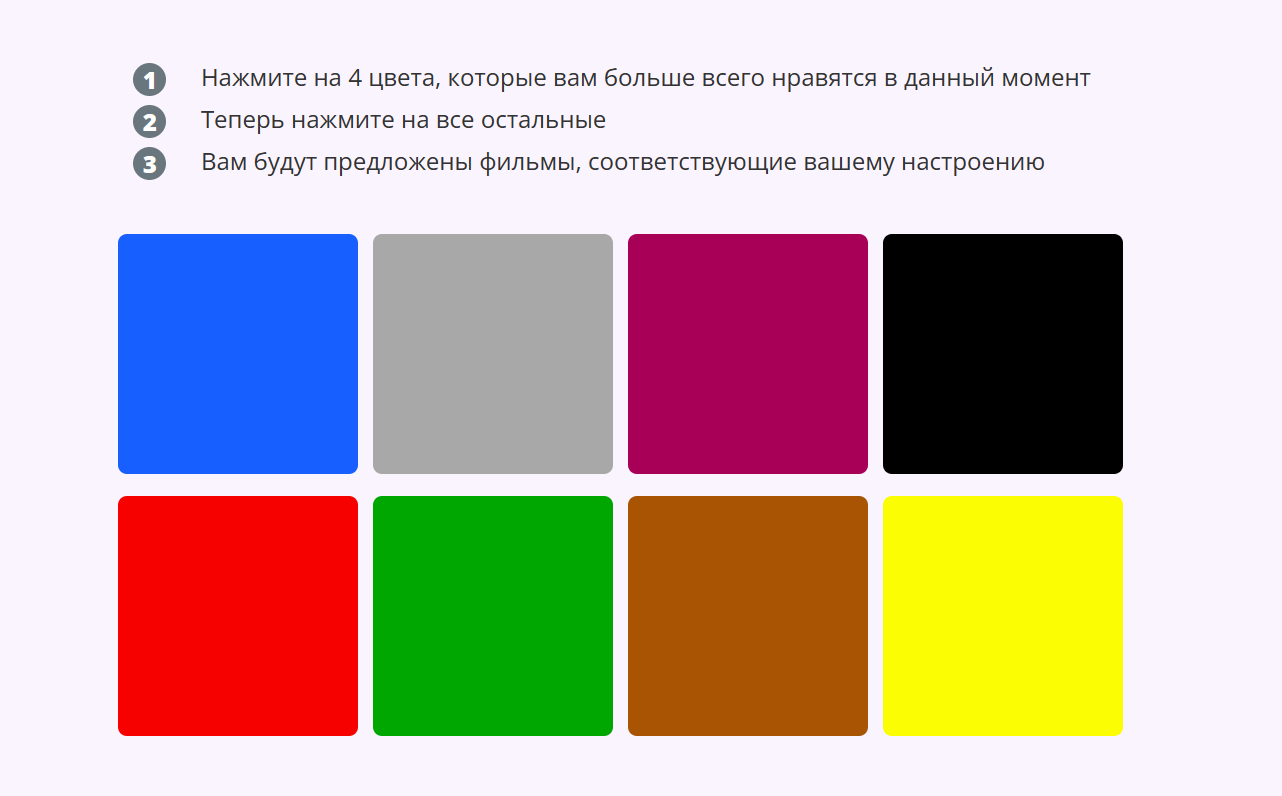 1 Нажмите на 4 цвета, которые вам больше всего нравятся в данный момент
2 Теперь нажмите на все остальные
3 Вам будут предложены фильмы, соответствующие вашему настроению